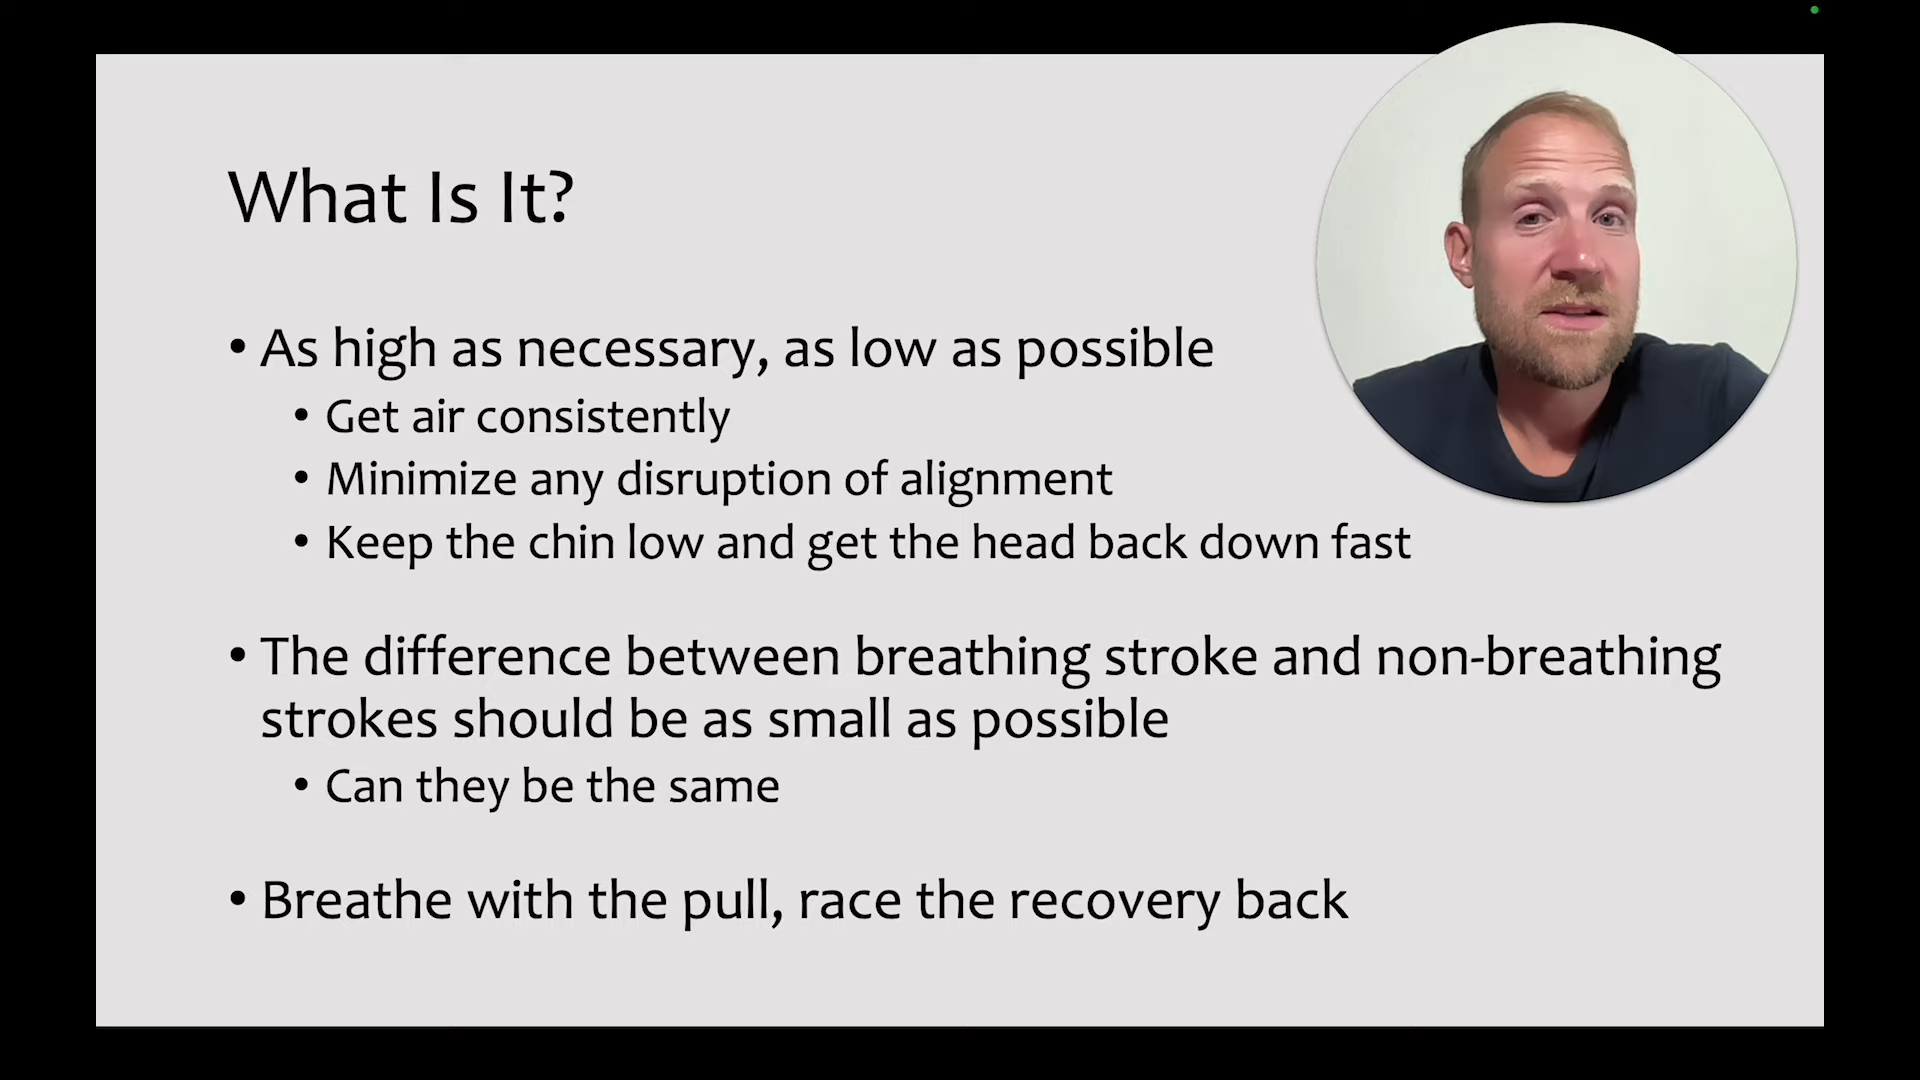 What Is It?
• As high as necessary, as low as possible
• Get air consistently
• Minimize any disruption of alignment
• Keep the chin low and get the head back down fast
• The difference between breathing stroke and non-breathing
strokes should be as small as possible
• Can they be the same
• Breathe with the pull, race the recovery back